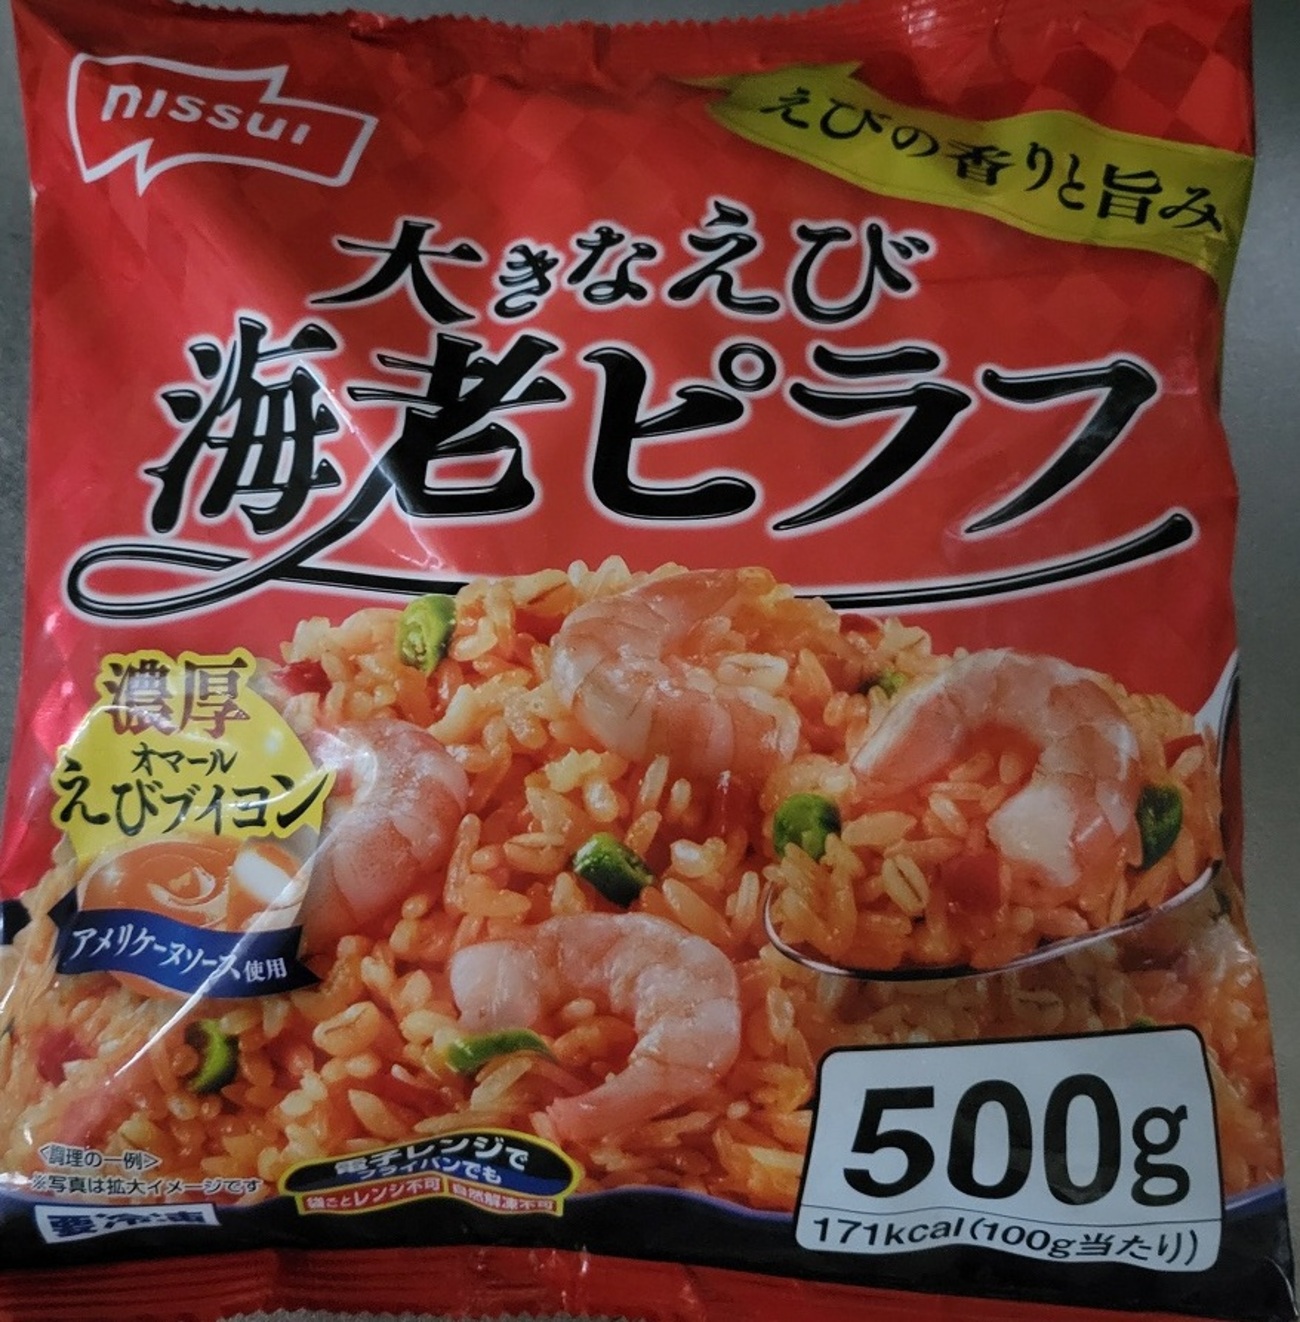 nissui
えびの香りと旨み
大きなえび
海老ピラフ
濃厚
オマール
えびブイヨン
アメリケーヌソース使用
<調理の一例>
※写真は拡大イメージです
要冷凍
電子レンジで
フライパンでも
袋ごとレンジ不可 自然解凍不可
500g
171kcal(100g当たり)